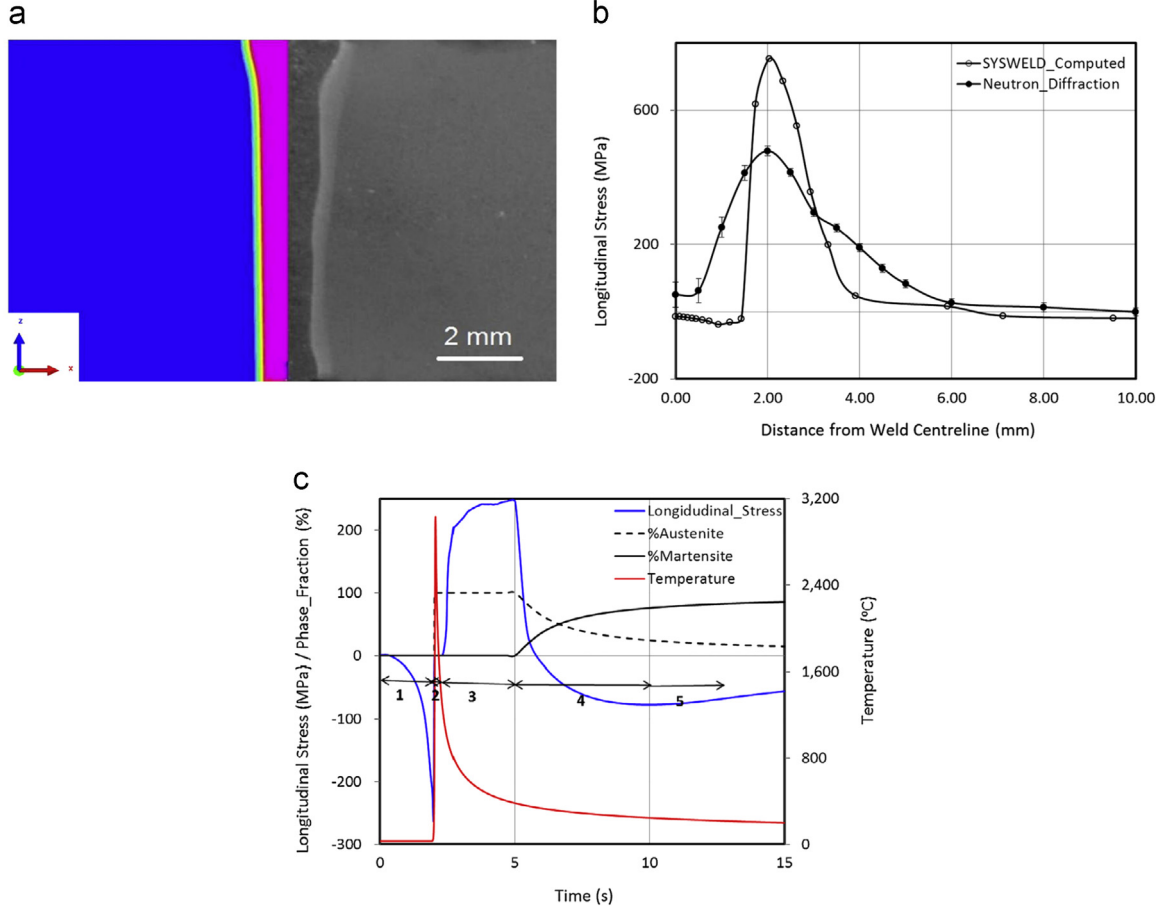 a
z
x
2 mm
b
SYSWELD_Computed
Neutron_Diffraction
Longitudinal Stress (MPa)
600
200
-200
0.00 2.00 4.00 6.00 8.00 10.00
Distance from Weld Centreline (mm)
c
Longitudinal Stress (MPa) / Phase_Fraction (%)
200
100
0
-100
-200
-300
Longidudinal_Stress
%Austenite
%Martensite
Temperature
1 2 3 4 5
3,200
2,400
1,600
800
0
Temperature (ºC)
0 5 10 15
Time (s)